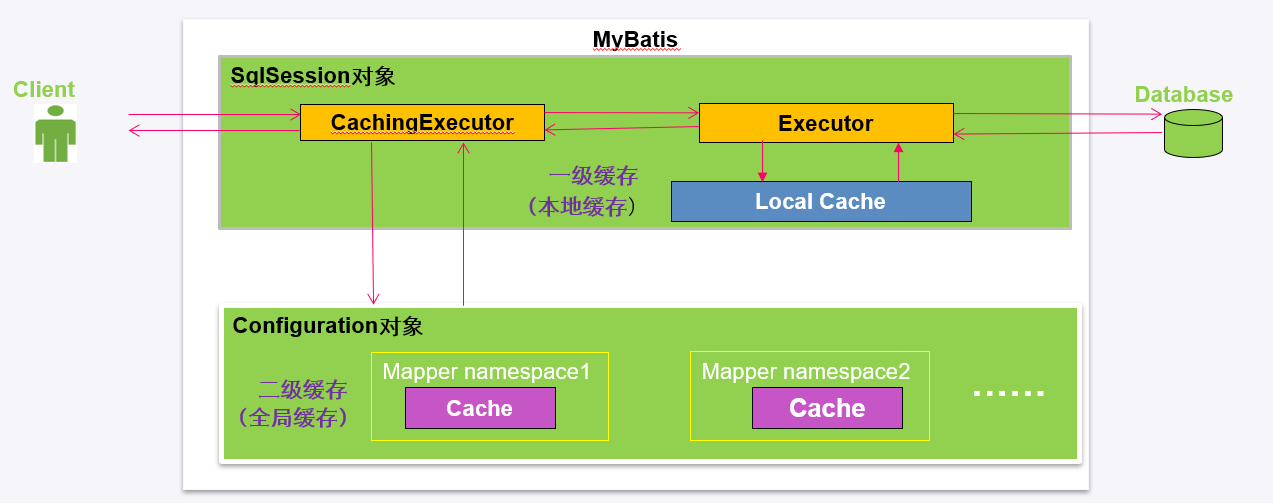 MyBatis
SqlSession对象
Client
CachingExecutor
Executor
Database
一级缓存
（本地缓存）
Local Cache
Configuration对象
二级缓存
（全局缓存）
Mapper namespace1
Cache
Mapper namespace2
Cache
······